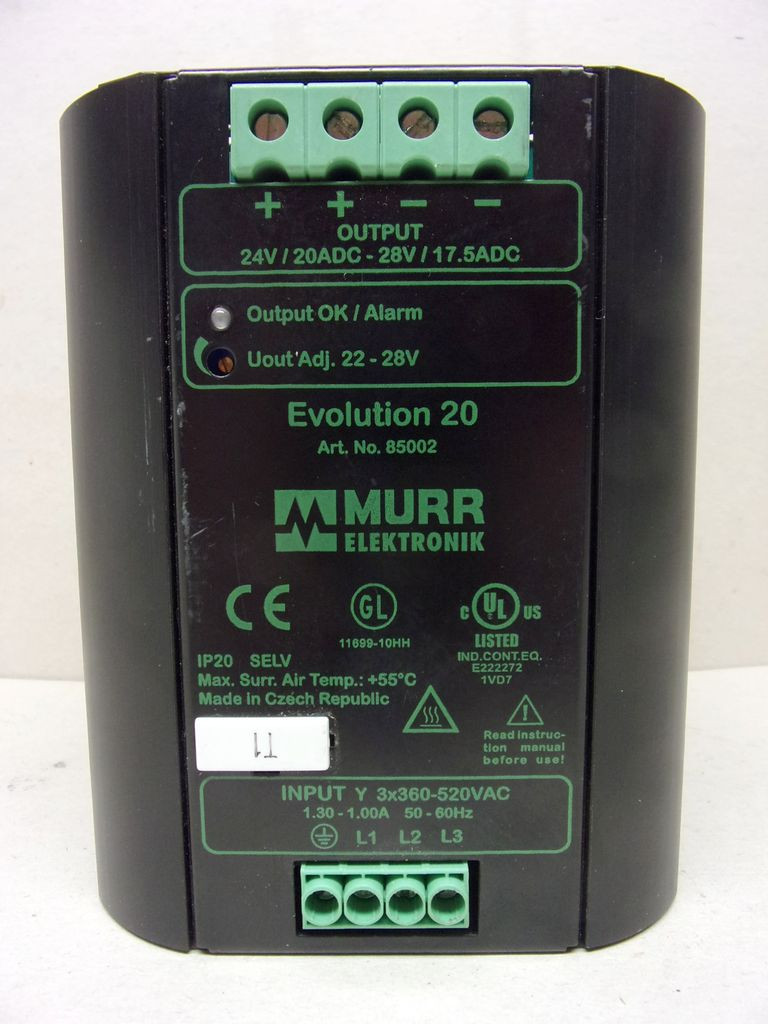 + + − −
OUTPUT
24V / 20ADC - 28V / 17.5ADC
Output OK / Alarm
Uout Adj. 22 - 28V
Evolution 20
Art. No. 85002
MURR
ELEKTRONIK
CE
GL
11699-10HH
C UL US
LISTED
IND.CONT.EQ.
E222272
1VD7
IP20 SELV
Max. Surr. Air Temp.: +55°C
Made in Czech Republic
!
Read instruc-
tion manual
before use!
T1
INPUT Y 3x360-520VAC
1.30 - 1.00A 50 - 60Hz
L1 L2 L3